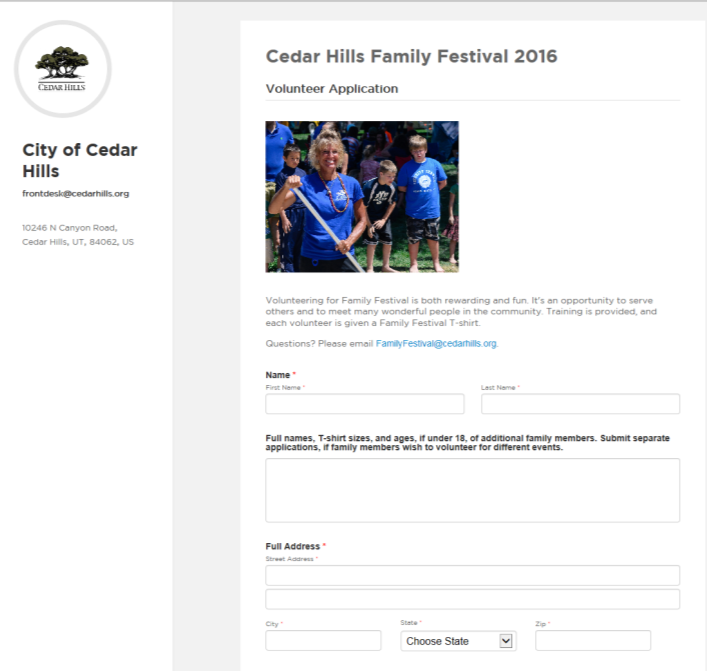 CEDAR HILLS
City of Cedar
Hills
frontdesk@cedarhills.org
10246 N Canyon Road,
Cedar Hills, UT, 84062, US
Cedar Hills Family Festival 2016
Volunteer Application
Volunteering for Family Festival is both rewarding and fun. It's an opportunity to serve
others and to meet many wonderful people in the community. Training is provided, and
each volunteer is given a Family Festival T-shirt.
Questions? Please email FamilyFestival@cedarhills.org.
Name *
First Name * Last Name *
Full names, T-shirt sizes, and ages, if under 18, of additional family members. Submit separate
applications, if family members wish to volunteer for different events.
Full Address *
Street Address *
City * State * Zip *
Choose State